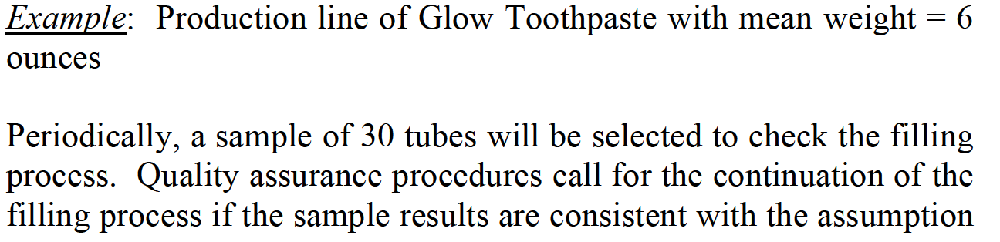 Example: Production line of Glow Toothpaste with mean weight = 6
ounces
Periodically, a sample of 30 tubes will be selected to check the filling
process. Quality assurance procedures call for the continuation of the
filling process if the sample results are consistent with the assumption